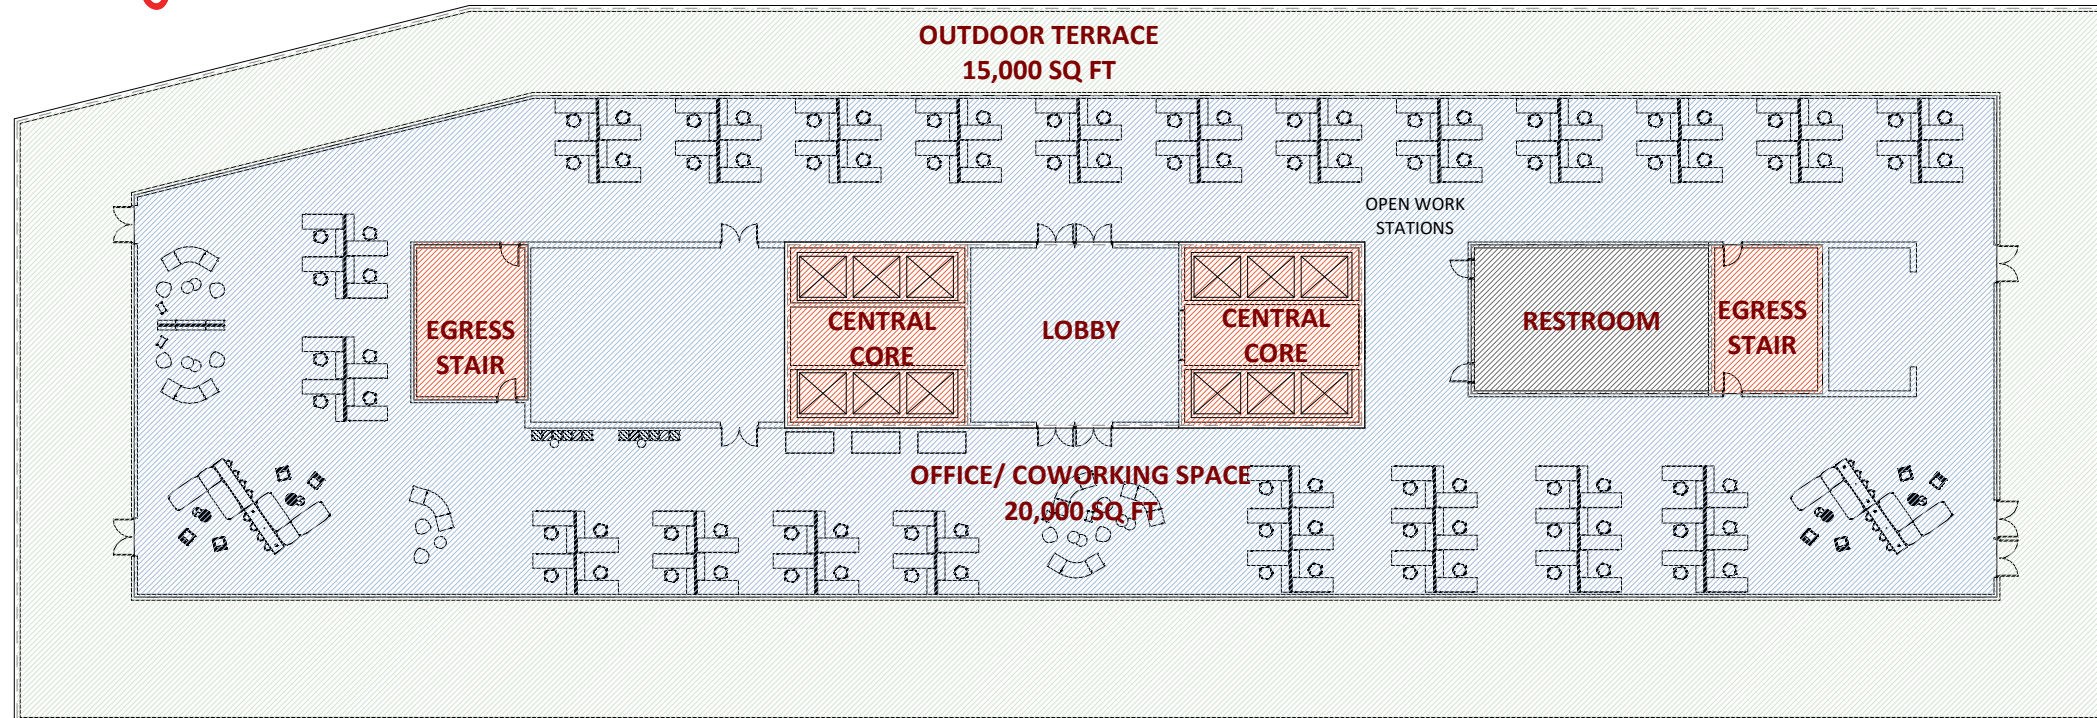 OUTDOOR TERRACE
15,000 SQ FT
OPEN WORK
STATIONS
EGRESS
STAIR
CENTRAL
CORE
LOBBY
CENTRAL
CORE
RESTROOM
EGRESS
STAIR
OFFICE/ COWORKING SPACE
20,000 SQ FT